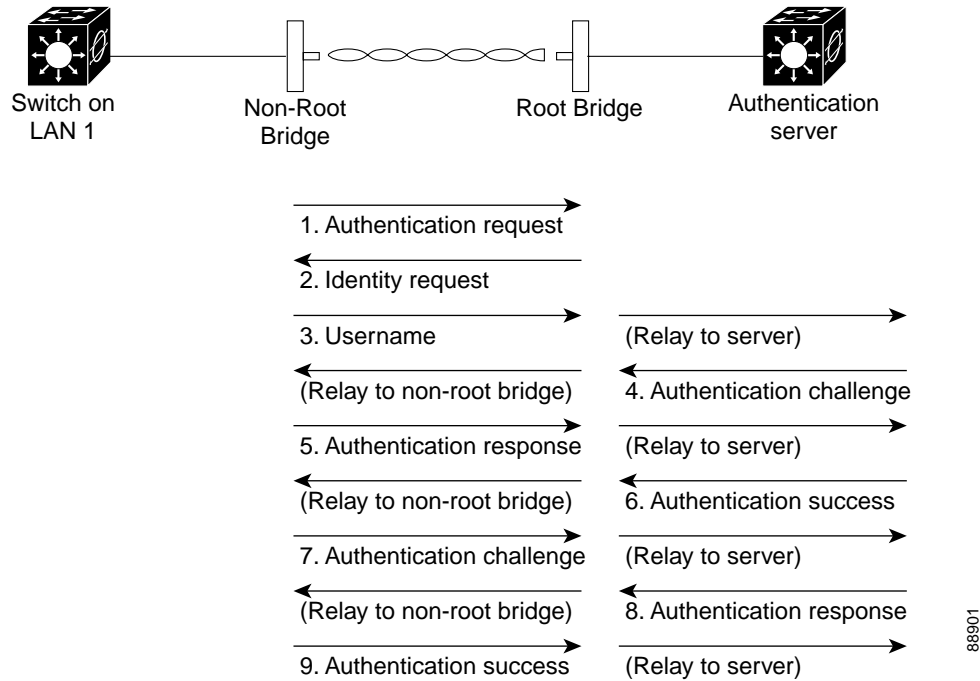 Switch on
LAN 1
Non-Root
Bridge
Root Bridge
Authentication
server
1. Authentication request
2. Identity request
3. Username
(Relay to server)
(Relay to non-root bridge)
4. Authentication challenge
5. Authentication response
(Relay to server)
(Relay to non-root bridge)
6. Authentication success
7. Authentication challenge
(Relay to server)
(Relay to non-root bridge)
8. Authentication response
9. Authentication success
(Relay to server)
88901